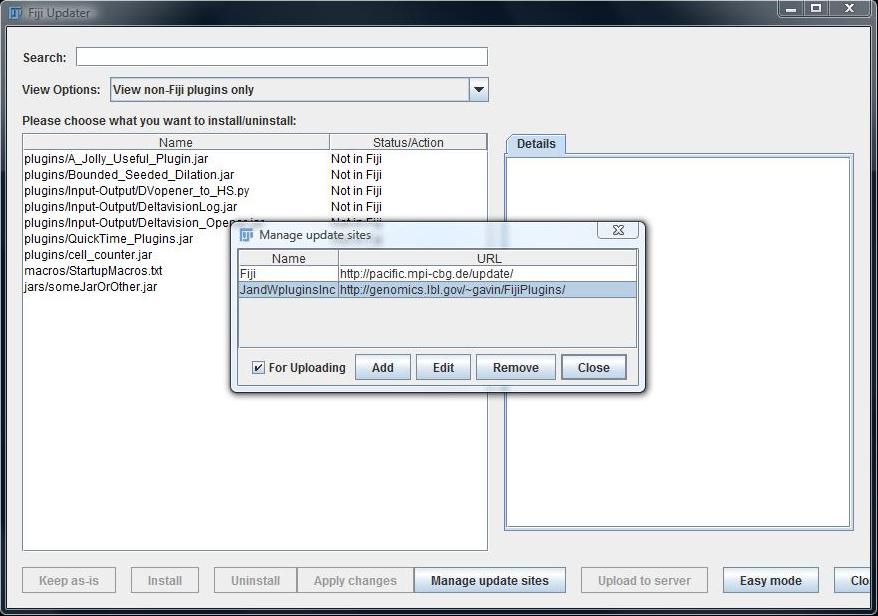 Fiji Updater
Search:
View Options: View non-Fiji plugins only
Please choose what you want to install/uninstall:
Name Status/Action
plugins/A_Jolly_Useful_Plugin.jar Not in Fiji
plugins/Bounded_Seeded_Dilation.jar Not in Fiji
plugins/Input-Output/DVopener_to_HS.py Not in Fiji
plugins/Input-Output/DeltavisionLog.jar Not in Fiji
plugins/Input-Output/Deltavision_Opener.jar Not in Fiji
plugins/QuickTime_Plugins.jar
plugins/cell_counter.jar
macros/StartupMacros.txt
jars/someJarOrOther.jar
Details
Manage update sites
Name URL
Fiji http://pacific.mpi-cbg.de/update/
JandWpluginsInc http://genomics.lbl.gov/~gavin/FijiPlugins/
For Uploading Add Edit Remove Close
Keep as-is Install Uninstall Apply changes Manage update sites Upload to server Easy mode Clo